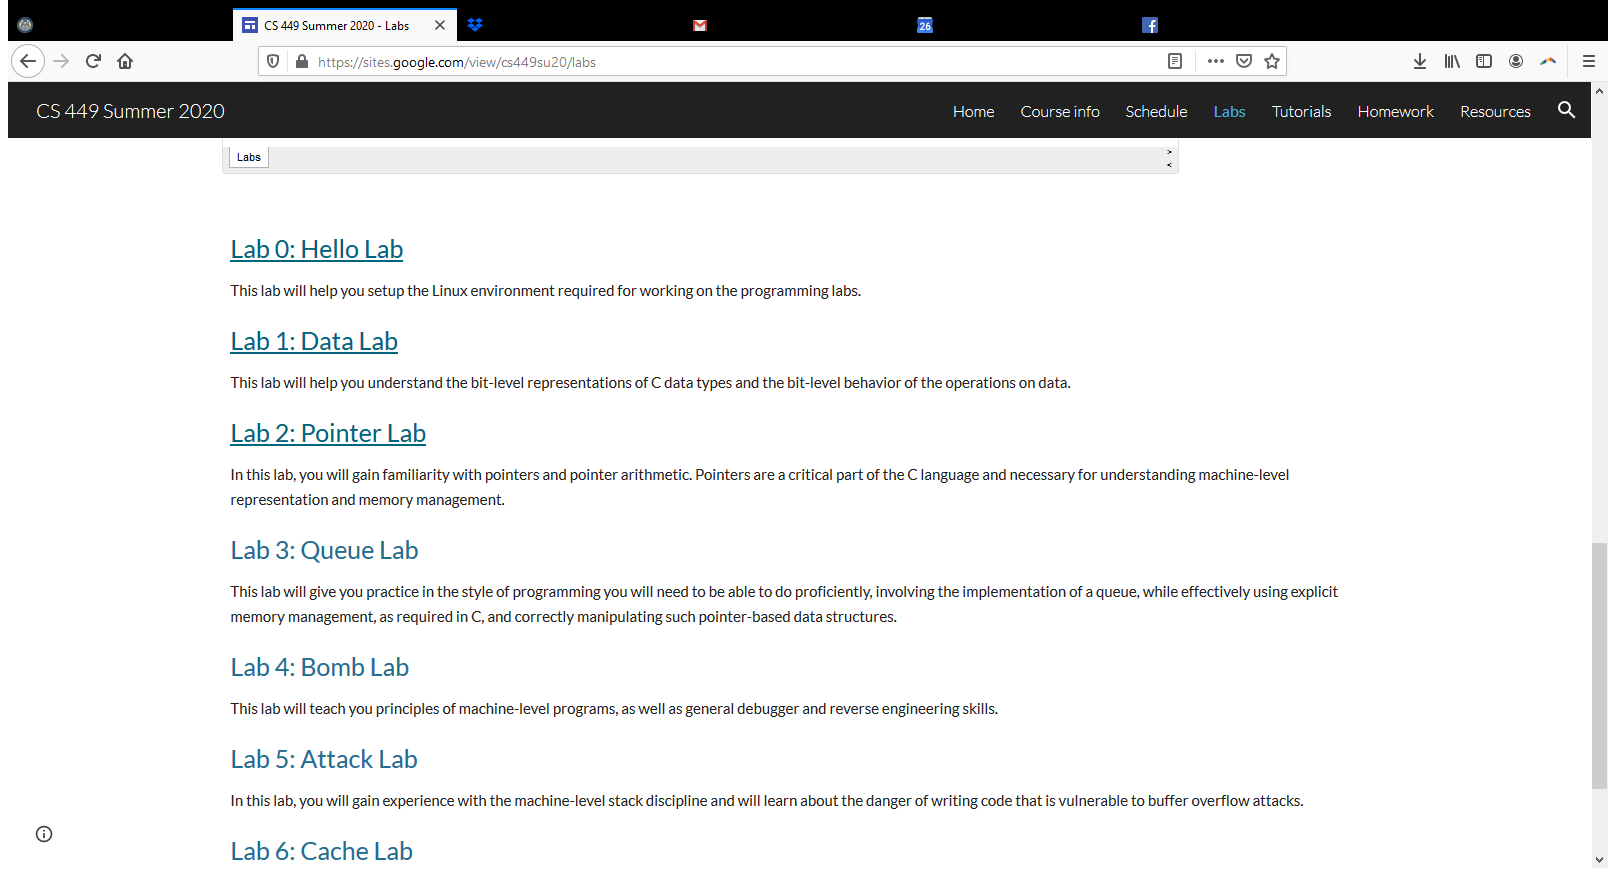 CS 449 Summer 2020 - Labs
26
https://sites.google.com/view/cs449su20/labs
CS 449 Summer 2020
Home
Course info
Schedule
Labs
Tutorials
Homework
Resources
Labs
Lab 0: Hello Lab
This lab will help you setup the Linux environment required for working on the programming labs.
Lab 1: Data Lab
This lab will help you understand the bit-level representations of C data types and the bit-level behavior of the operations on data.
Lab 2: Pointer Lab
In this lab, you will gain familiarity with pointers and pointer arithmetic. Pointers are a critical part of the C language and necessary for understanding machine-level
representation and memory management.
Lab 3: Queue Lab
This lab will give you practice in the style of programming you will need to be able to do proficiently, involving the implementation of a queue, while effectively using explicit
memory management, as required in C, and correctly manipulating such pointer-based data structures.
Lab 4: Bomb Lab
This lab will teach you principles of machine-level programs, as well as general debugger and reverse engineering skills.
Lab 5: Attack Lab
In this lab, you will gain experience with the machine-level stack discipline and will learn about the danger of writing code that is vulnerable to buffer overflow attacks.
Lab 6: Cache Lab